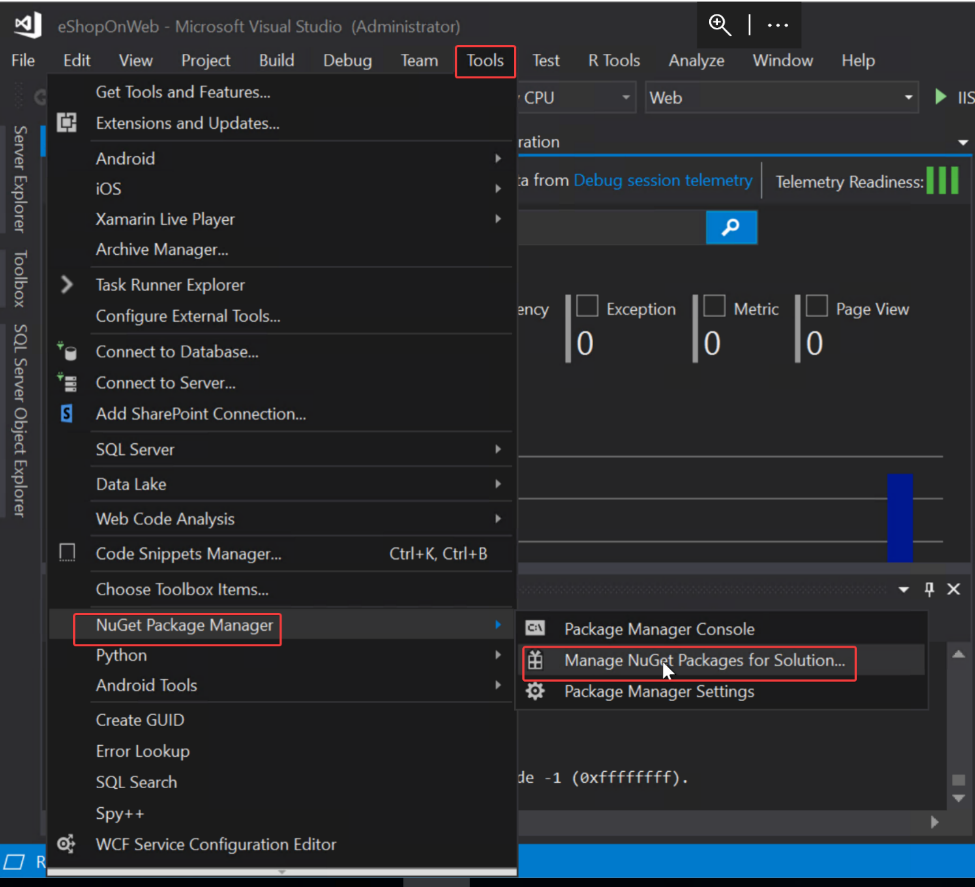 eShopOnWeb - Microsoft Visual Studio (Administrator)
File Edit View Project Build Debug Team Tools Test R Tools Analyze Window Help
CPU
Web
IIS
Server Explorer
Toolbox
SQL Server Object Explorer
Get Tools and Features...
Extensions and Updates...
Android
iOS
Xamarin Live Player
Archive Manager...
Task Runner Explorer
Configure External Tools...
Connect to Database...
Connect to Server...
Add SharePoint Connection...
SQL Server
Data Lake
Web Code Analysis
Code Snippets Manager... Ctrl+K, Ctrl+B
Choose Toolbox Items...
NuGet Package Manager
Python
Android Tools
Create GUID
Error Lookup
SQL Search
Spy++
WCF Service Configuration Editor
ration
ta from Debug session telemetry
Telemetry Readiness:
ency
Exception
0
Metric
0
Page View
0
Package Manager Console
Manage NuGet Packages for Solution...
Package Manager Settings
de -1 (0xffffffff).
R